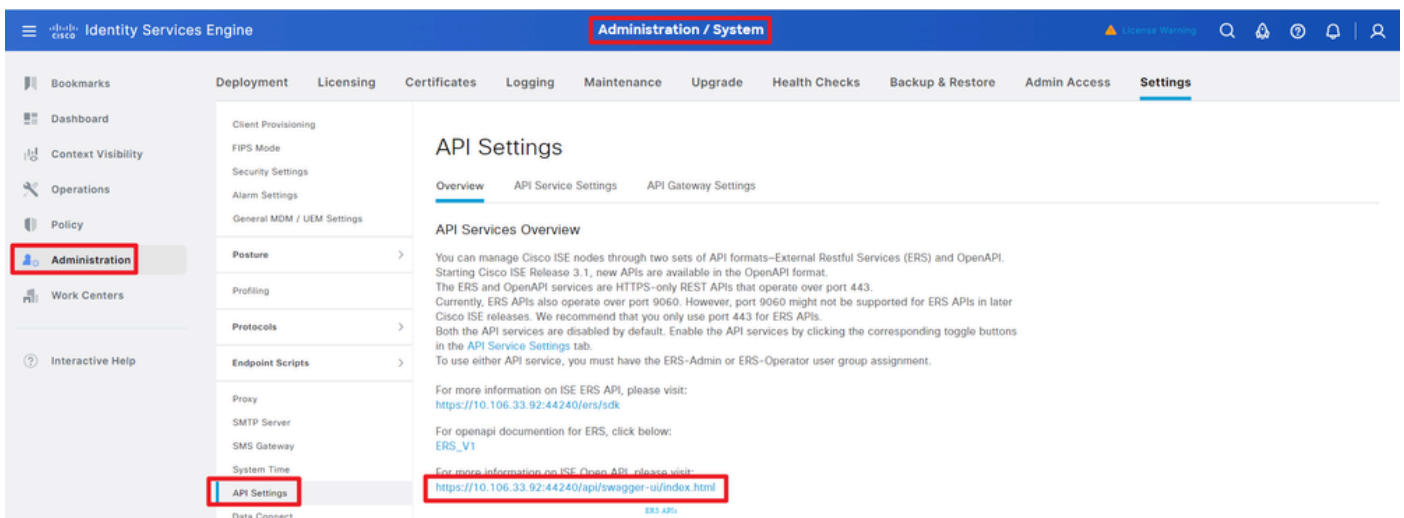 cisco Identity Services Engine
Administration / System
License Warning
Bookmarks
Dashboard
Context Visibility
Operations
Policy
Administration
Work Centers
Interactive Help
Deployment Licensing Certificates Logging Maintenance Upgrade Health Checks Backup & Restore Admin Access Settings
Client Provisioning
FIPS Mode
Security Settings
Alarm Settings
General MDM / UEM Settings
Posture
Profiling
Protocols
Endpoint Scripts
Proxy
SMTP Server
SMS Gateway
System Time
API Settings
Data Connect
API Settings
Overview API Service Settings API Gateway Settings
API Services Overview
You can manage Cisco ISE nodes through two sets of API formats–External Restful Services (ERS) and OpenAPI.
Starting Cisco ISE Release 3.1, new APIs are available in the OpenAPI format.
The ERS and OpenAPI services are HTTPS-only REST APIs that operate over port 443.
Currently, ERS APIs also operate over port 9060. However, port 9060 might not be supported for ERS APIs in later
Cisco ISE releases. We recommend that you only use port 443 for ERS APIs.
Both the API services are disabled by default. Enable the API services by clicking the corresponding toggle buttons
in the API Service Settings tab.
To use either API service, you must have the ERS-Admin or ERS-Operator user group assignment.
For more information on ISE ERS API, please visit:
https://10.106.33.92:44240/ers/sdk
For openapi documention for ERS, click below:
ERS_V1
For more information on ISE Open API, please visit:
https://10.106.33.92:44240/api/swagger-ui/index.html
ERS APIs